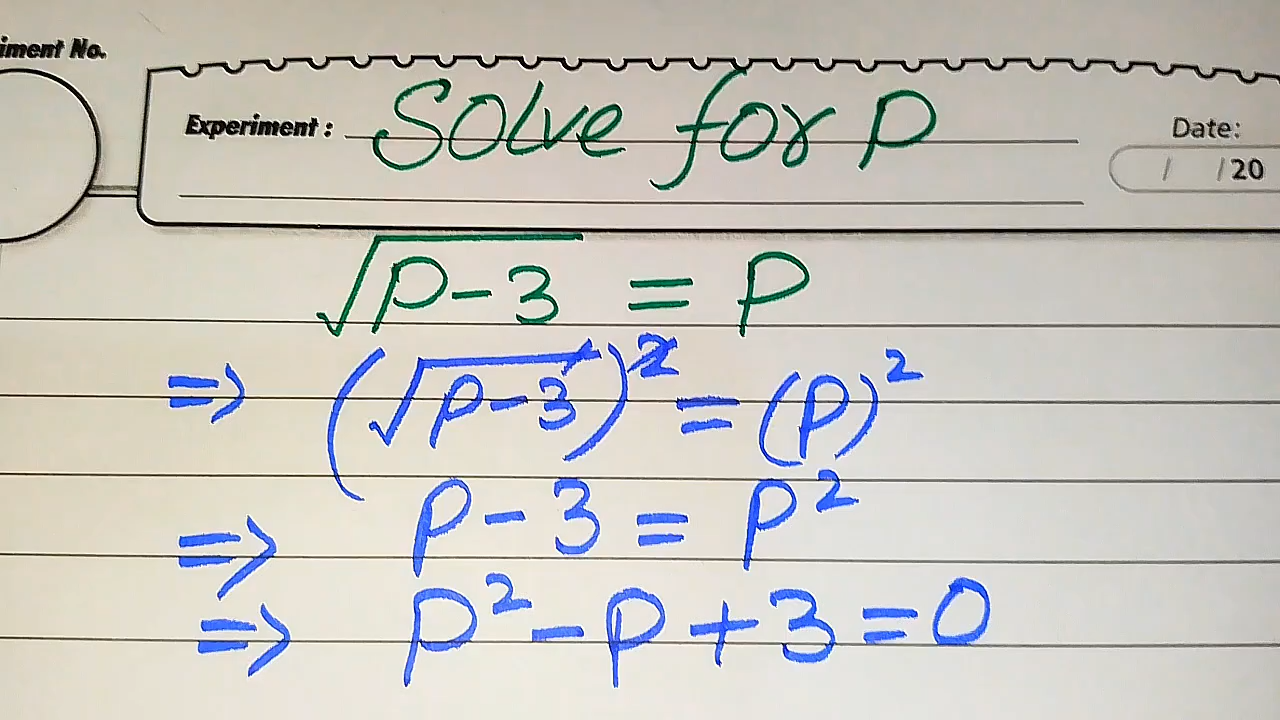 iment No.
Experiment : Solve for P
Date:
/ /20
√(P-3) = P
=> (√(P-3))² = (P)²
=> P-3 = P²
=> P²-P+3=0